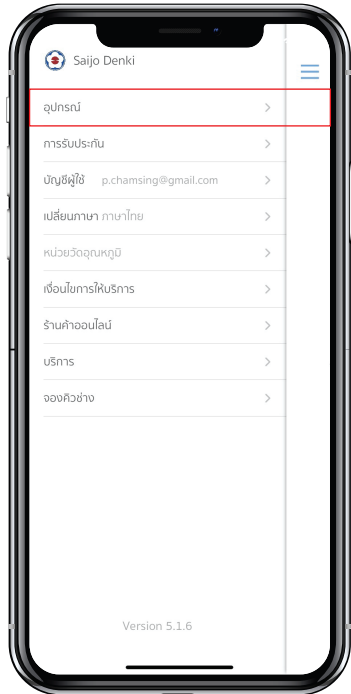 Saijo Denki
อุปกรณ์
การรับประกัน
บัญชีผู้ใช้ p.chamsing@gmail.com
เปลี่ยนภาษา ภาษาไทย
หน่วยวัดอุณหภูมิ
เงื่อนไขการให้บริการ
ร้านค้าออนไลน์
บริการ
จองคิวช่าง
Version 5.1.6